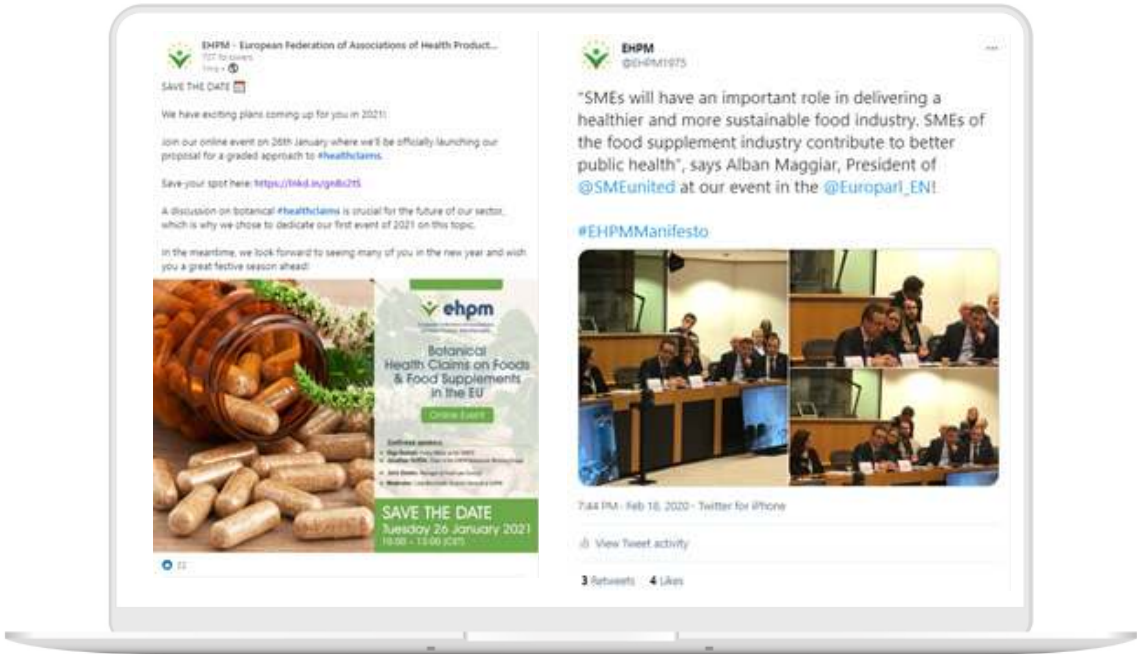 EHPM - European Federation of Associations of Health Product...
followers
SAVE THE DATE
We have exciting plans coming up for you in 2021!
Join our online event on 26th January where we'll be officially launching our
proposal for a graded approach to #healthclaims.
Save your spot here:
A discussion on botanical #healthclaims is crucial for the future of our sector,
which is why we chose to dedicate our first event of 2021 on this topic.
In the meantime, we look forward to seeing many of you in the new year and wish
you a great festive season ahead!
ehpm
Botanical
Health Claims on Foods
& Food Supplements
in the EU
Online Event
SAVE THE DATE
Tuesday 26 January 2021
10:00 - 13:00 (CET)
EHPM
@EHPM1975
"SMEs will have an important role in delivering a
healthier and more sustainable food industry. SMEs of
the food supplement industry contribute to better
public health", says Alban Maggiar, President of
@SMEunited at our event in the @Europarl_EN!
#EHPMManifesto
7:44 PM · Feb 18, 2020 · Twitter for iPhone
View Tweet activity
3 Retweets 4 Likes